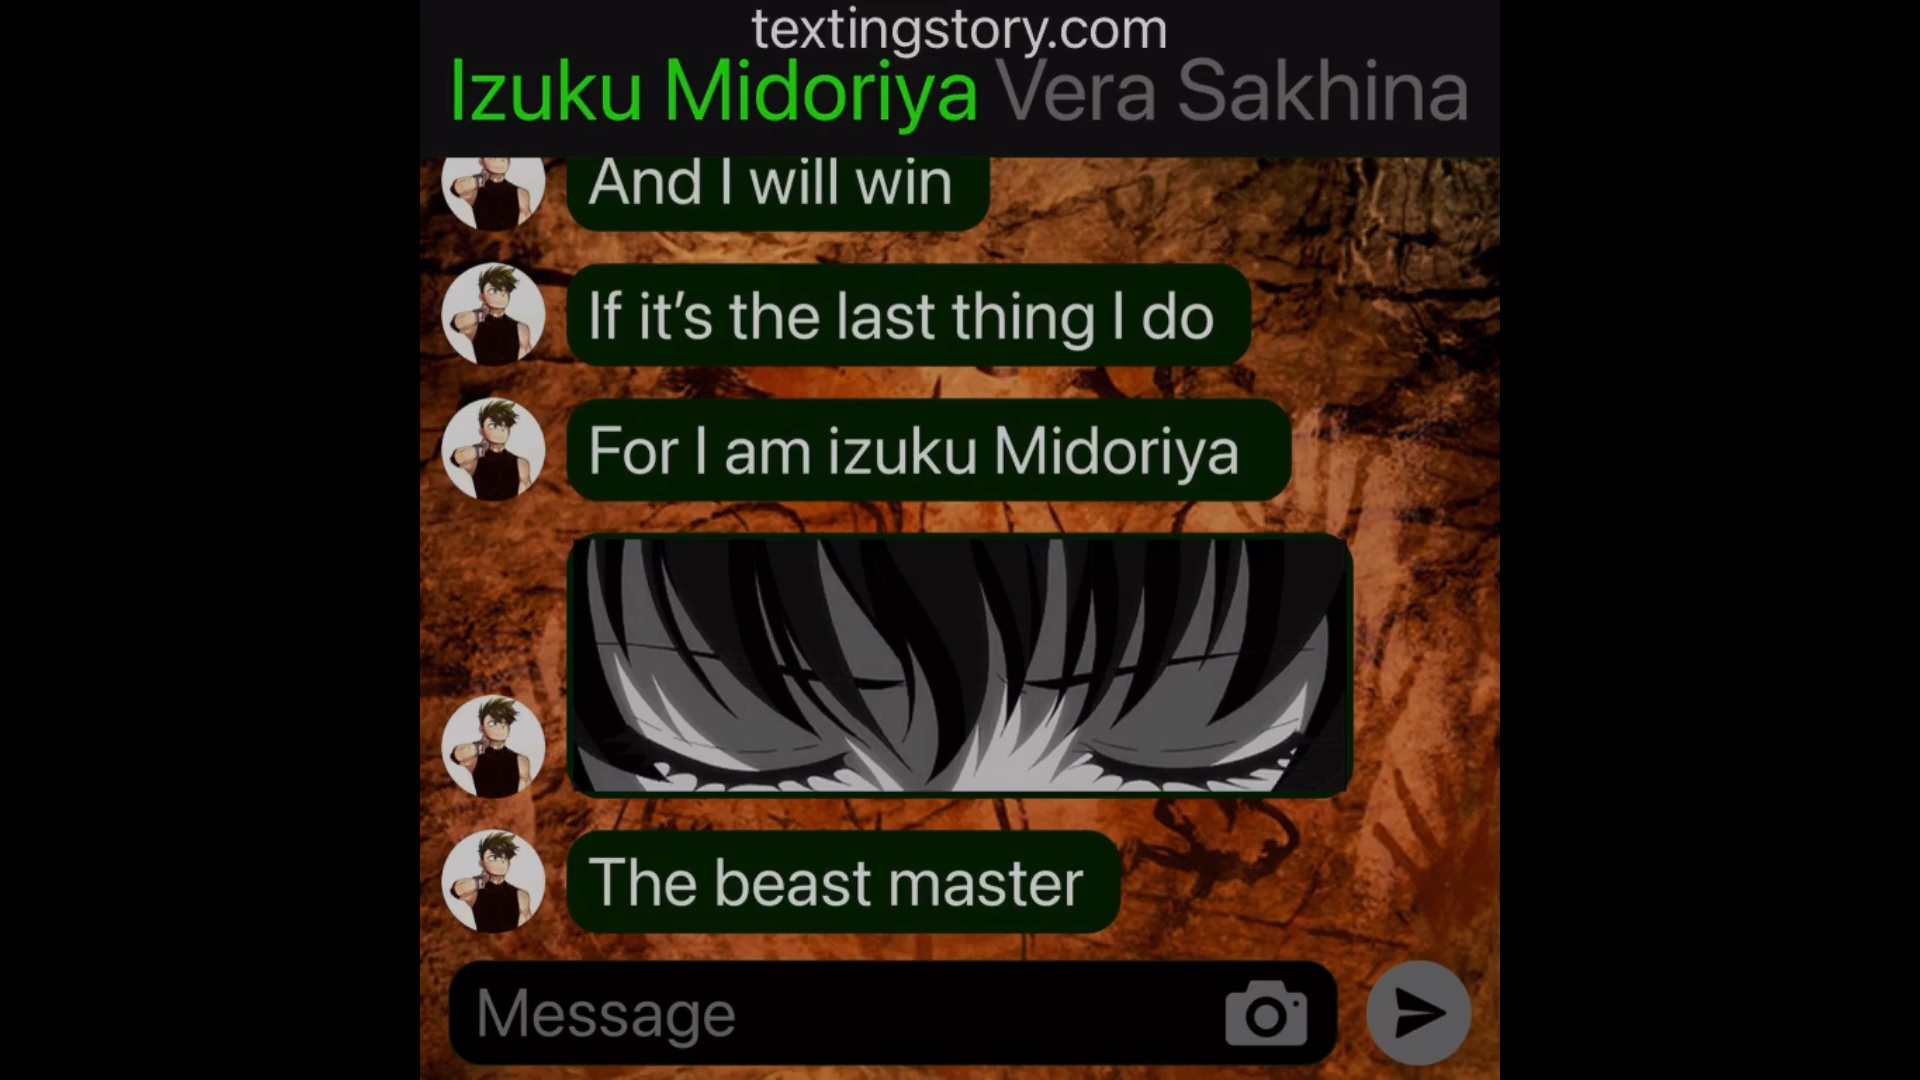 textingstory.com
Izuku Midoriya Vera Sakhina
And I will win
If it’s the last thing I do
For I am izuku Midoriya
The beast master
Message